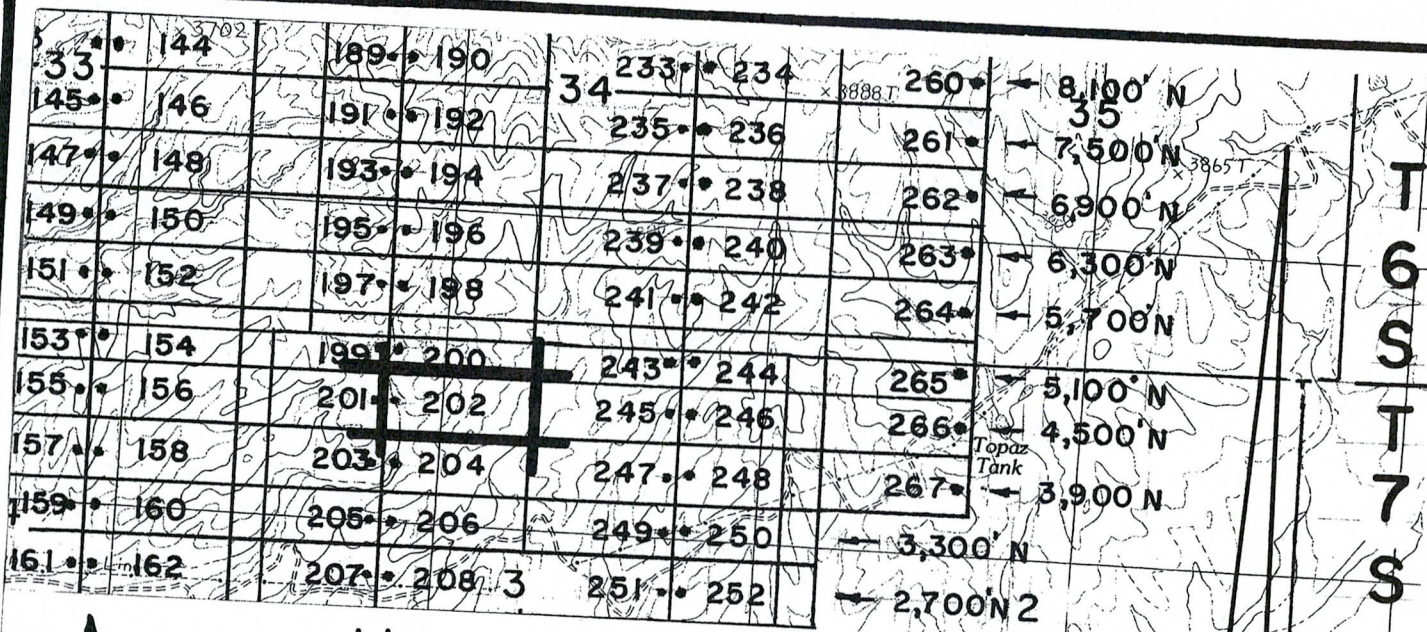 × 3702
144 189 190 233 234 260 8,100' N
33 34 × 3888T 35
145 146 191 192 235 236 261 7,500' N
× 3865T
147 148 193 194 237 238 262 6,900' N
T
149 150 195 196 239 240 263 6,300' N
6
151 152 197 198 241 242 264 5,700' N
S
153 154 199 200 243 244 265 5,100' N
155 156 201 202 245 246 266 4,500' N
T
Topaz
Tank
157 158 203 204 247 248 267 3,900 N
7
159 160 205 206 249 250 3,300' N
S
161 162 207 208 3 251 252 2,700' N 2